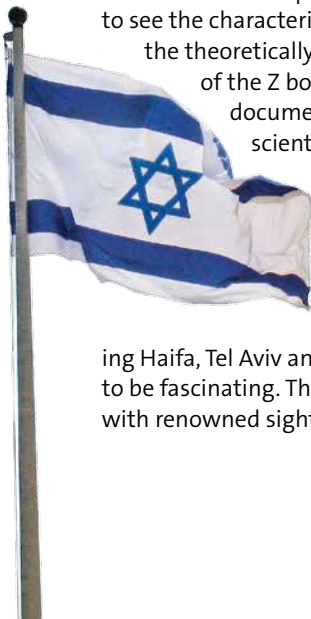 to see the characteri
the theoretically
of the Z bo
docume
scient
ing Haifa, Tel Aviv an
to be fascinating. Th
with renowned sight